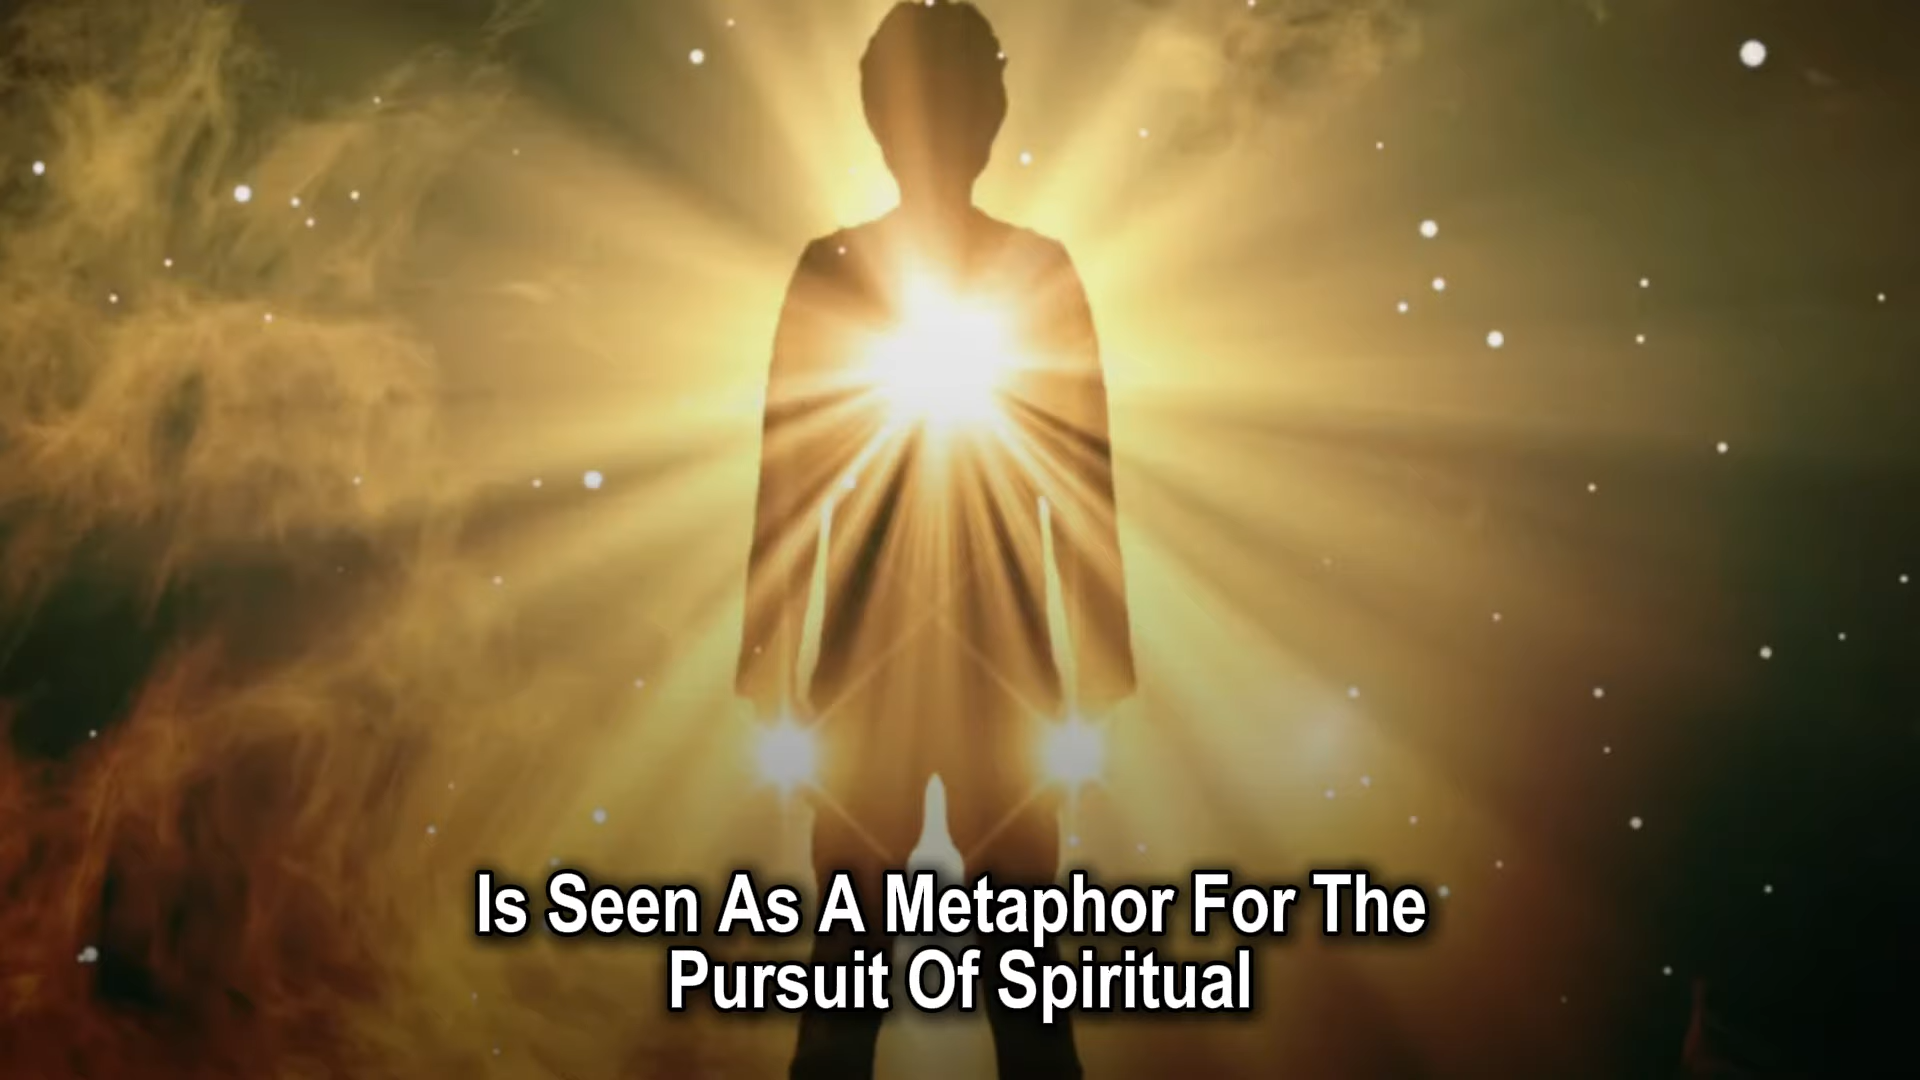 Is Seen As A Metaphor For The
Pursuit Of Spiritual